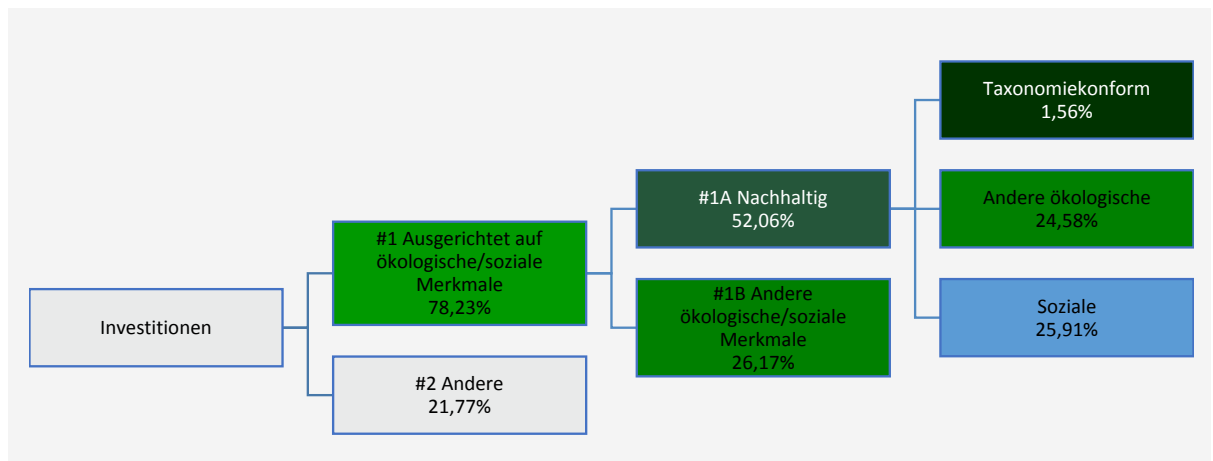 Investitionen
#1 Ausgerichtet auf
ökologische/soziale
Merkmale
78,23%
#2 Andere
21,77%
#1A Nachhaltig
52,06%
#1B Andere
ökologische/soziale
Merkmale
26,17%
Taxonomiekonform
1,56%
Andere ökologische
24,58%
Soziale
25,91%